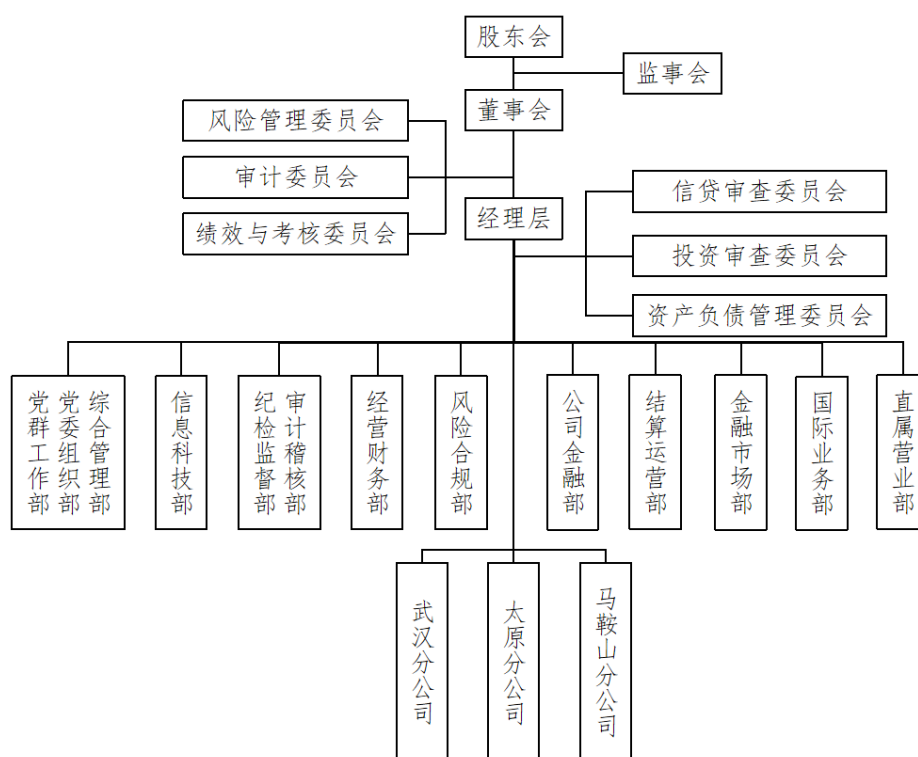 股东会
监事会
董事会
风险管理委员会
审计委员会
绩效与考核委员会
经理层
信贷审查委员会
投资审查委员会
资产负债管理委员会
综合管理部
党委组织部
党群工作部
信息科技部
审计稽核部
纪检监督部
经营财务部
风险合规部
公司金融部
结算运营部
金融市场部
国际业务部
直属营业部
武汉分公司
太原分公司
马鞍山分公司